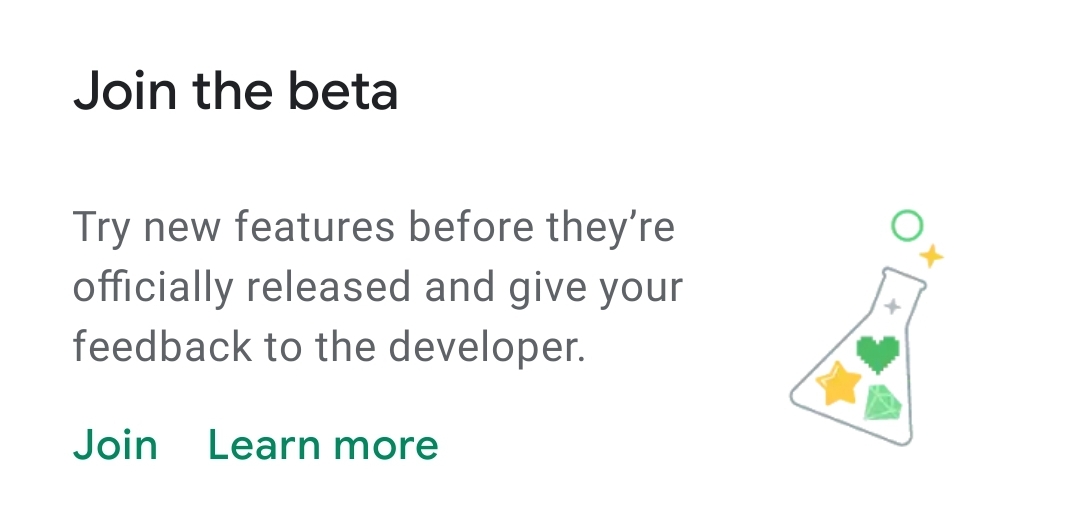 Join the beta
Try new features before they’re
officially released and give your
feedback to the developer.
Join Learn more